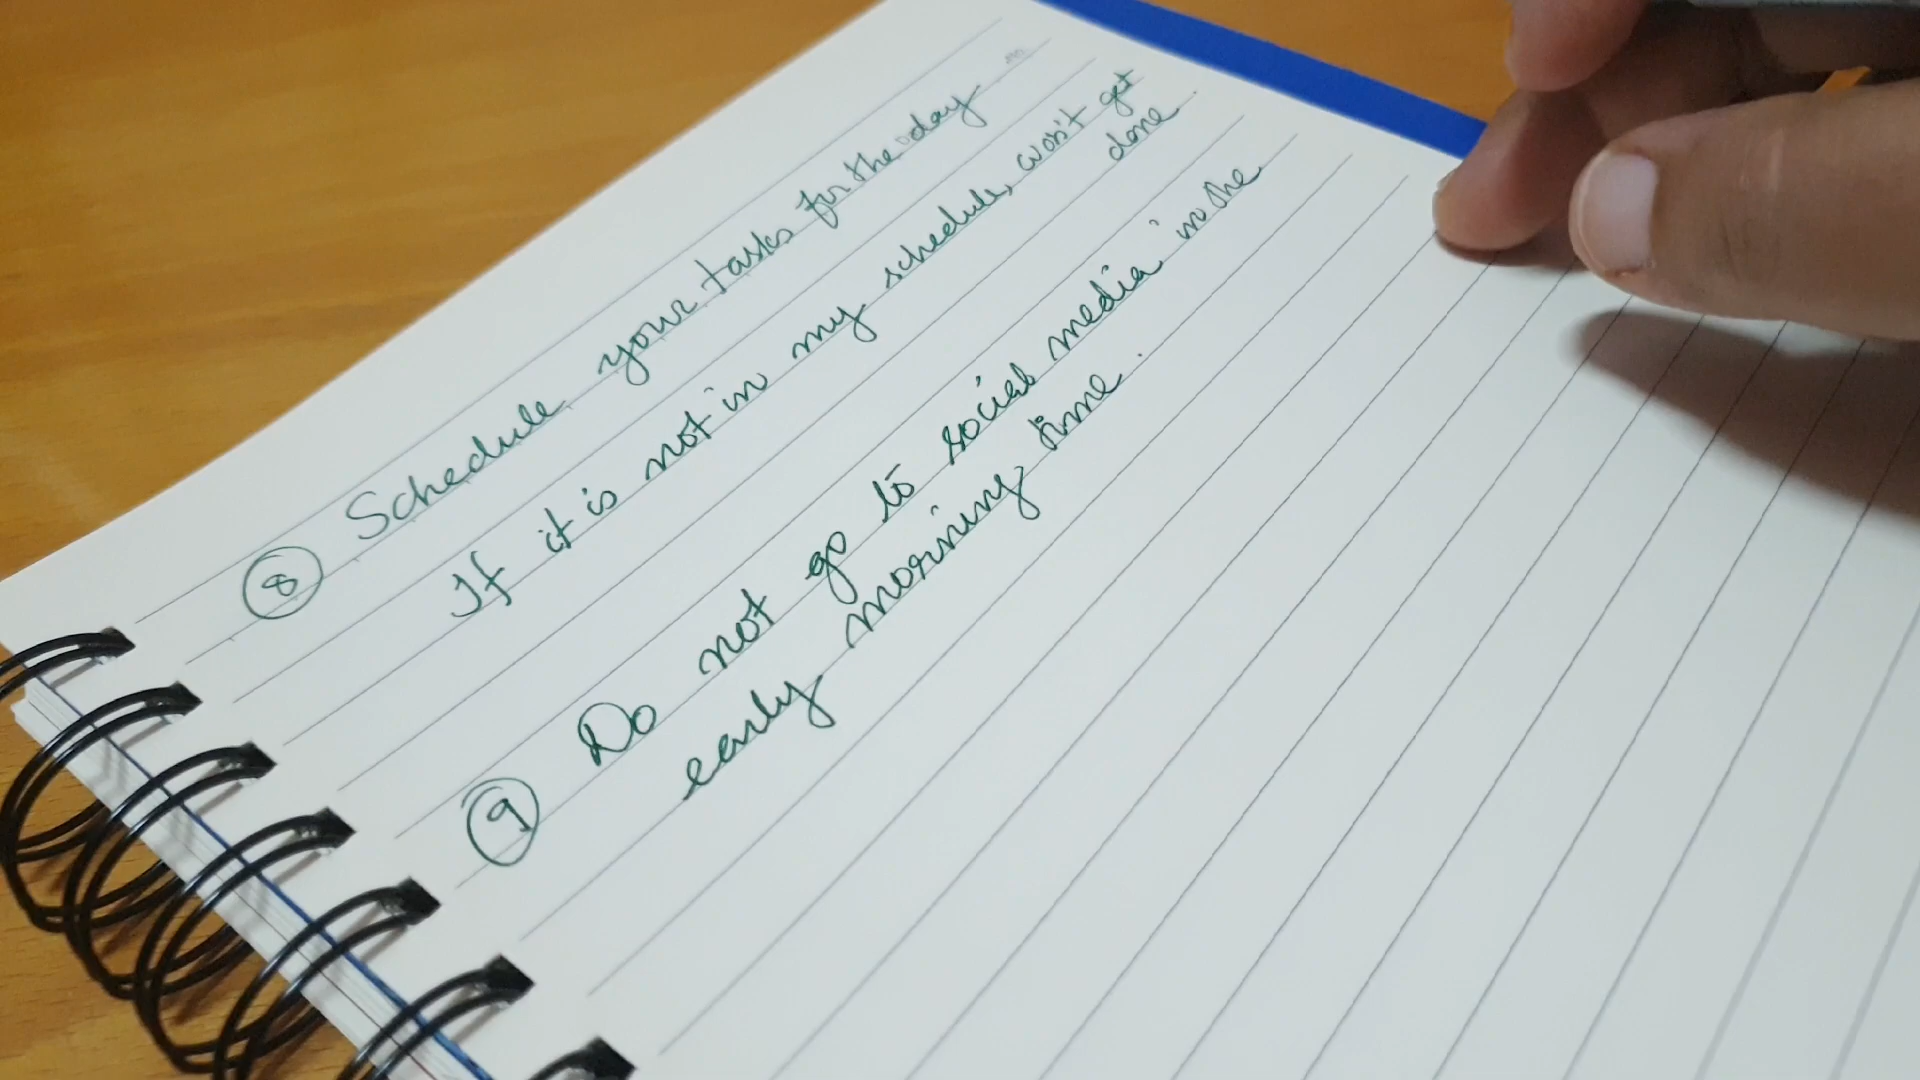 ⑧ Schedule your tasks for the day
If it is not in my schedule, won't get
done
⑨ Do not go to social media in the
early morning time.